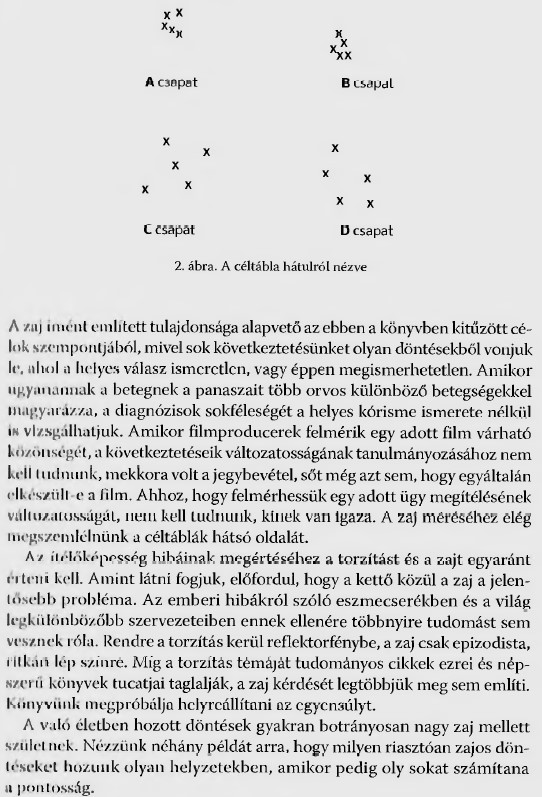 x x
x x x
x
x
x x x
A csapat B csapat
x x
x x
x x
x x x x
C csapat D csapat
2. ábra. A céltábla hátulról nézve
A zaj imént említett tulajdonsága alapvető az ebben a könyvben kitűzött cé-
lok szempontjából, mivel sok következtetésünket olyan döntésekből vonjuk
le, ahol a helyes válasz ismeretlen, vagy éppen megismerhetetlen. Amikor
ugyanannak a betegnek a panaszait több orvos különböző betegségekkel
magyarázza, a diagnózisok sokféleségét a helyes kórisme ismerete nélkül
is vizsgálhatjuk. Amikor filmproducerek felmérik egy adott film várható
közönségét, a következtetéseik változatosságának tanulmányozásához nem
kell tudnunk, mekkora volt a jegybevétel, sőt még azt sem, hogy egyáltalán
elkészült-e a film. Ahhoz, hogy felmérhessük egy adott ügy megítélésének
változatosságát, nem kell tudnunk, kinek van igaza. A zaj méréséhez elég
megszemlélnünk a céltáblák hátsó oldalát.
Az ítélőképesség hibáinak megértéséhez a torzítást és a zajt egyaránt
érteni kell. Amint látni fogjuk, előfordul, hogy a kettő közül a zaj a jelen-
tősebb probléma. Az emberi hibákról szóló eszmecserékben és a világ
legkülönbözőbb szervezeteiben ennek ellenére többnyire tudomást sem
vesznek róla. Rendre a torzítás kerül reflektorfénybe, a zaj csak epizodista,
ritkán lép színre. Míg a torzítás témáját tudományos cikkek ezrei és nép-
szerű könyvek tucatjai taglalják, a zaj kérdését legtöbbjük meg sem említi.
Könyvünk megpróbálja helyreállítani az egyensúlyt.
A való életben hozott döntések gyakran botrányosan nagy zaj mellett
születnek. Nézzünk néhány példát arra, hogy milyen riasztóan zajos dön-
téseket hozunk olyan helyzetekben, amikor pedig oly sokat számítana
a pontosság.